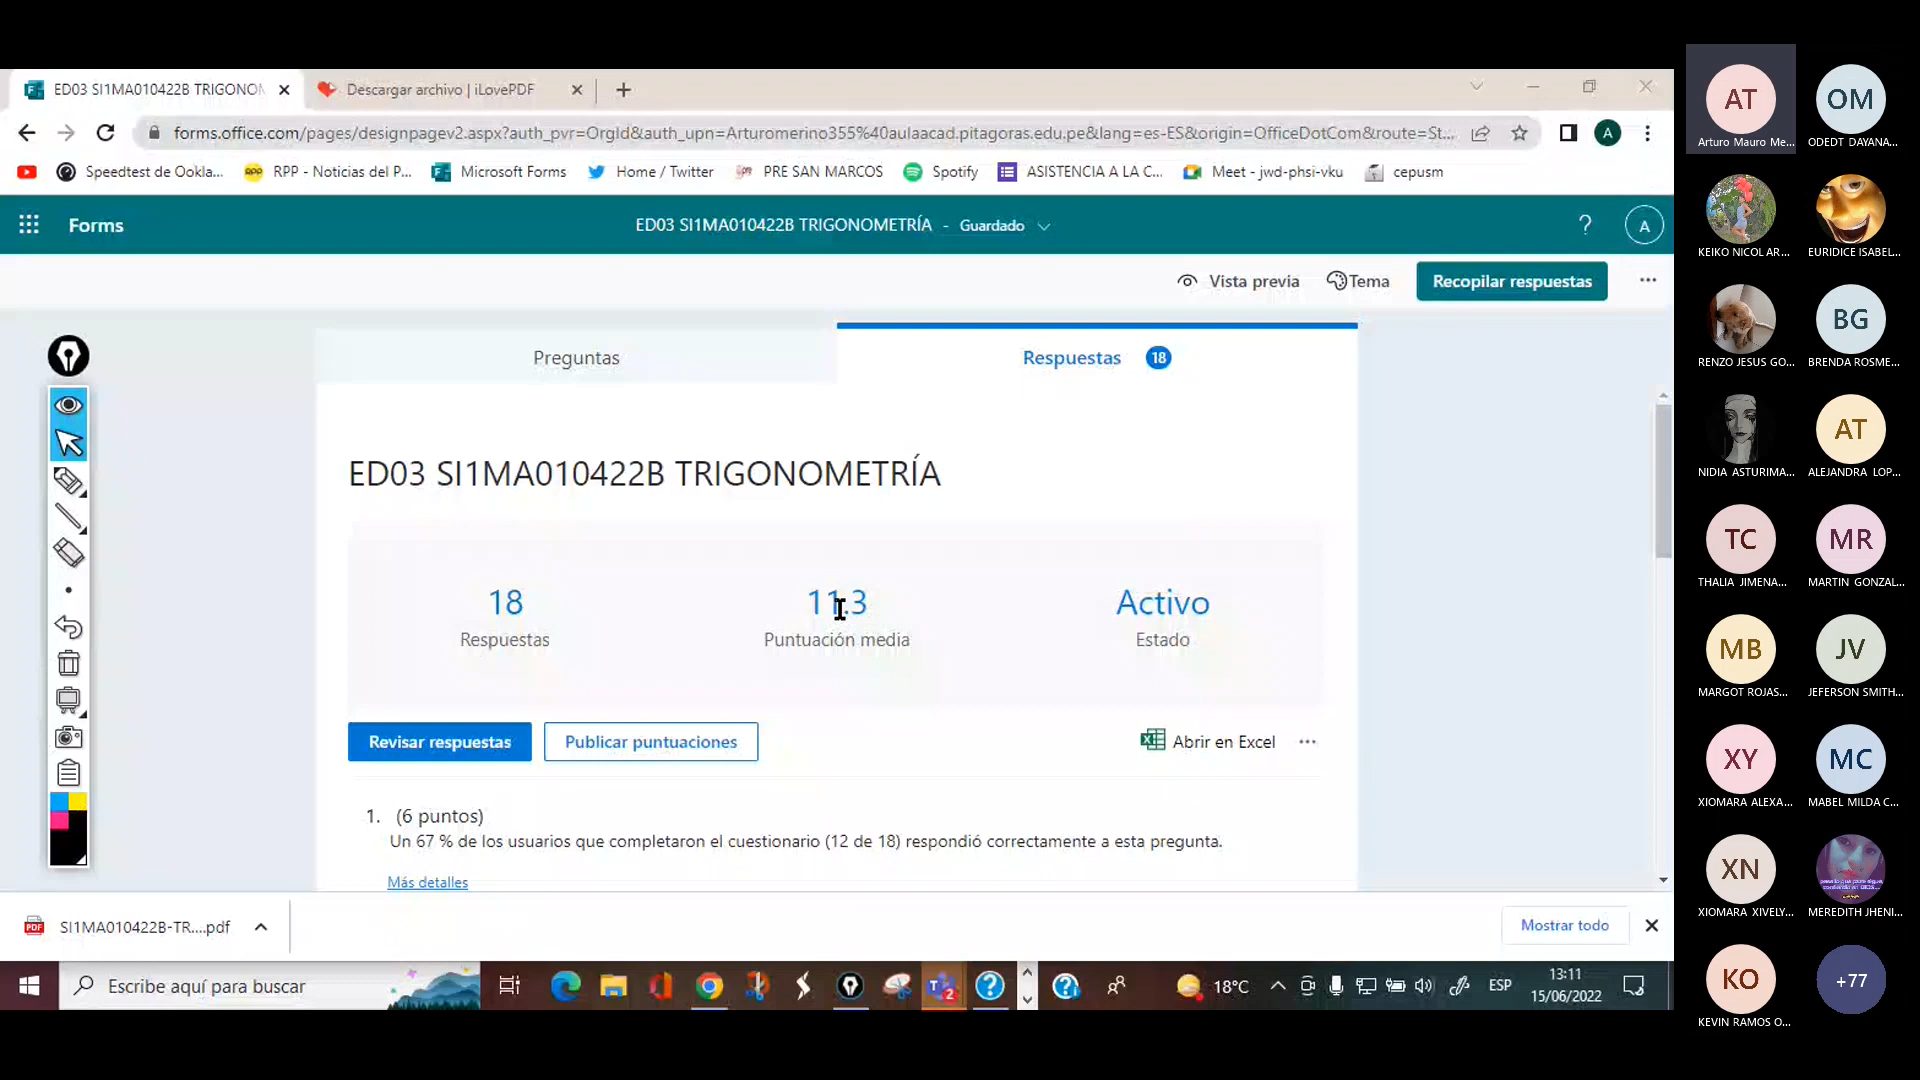 ED03 SI1MA010422B TRIGONOM
Descargar archivo | iLovePDF
forms.office.com/pages/designpagev2.aspx?auth_pvr=OrgId&auth_upn=Arturomerino355%40aulaacad.pitagoras.edu.pe&lang=es-ES&origin=OfficeDotCom&route=St...
A
Speedtest de Ookla...
RPP - Noticias del P...
Microsoft Forms
Home / Twitter
PRE SAN MARCOS
Spotify
ASISTENCIA A LA C...
Meet - jwd-phsi-vku
cepusm
Forms
ED03 SI1MA010422B TRIGONOMETRÍA - Guardado
?
A
Vista previa
Tema
Recopilar respuestas
Preguntas
Respuestas 18
ED03 SI1MA010422B TRIGONOMETRÍA
18
Respuestas
11.3
Puntuación media
Activo
Estado
Revisar respuestas
Publicar puntuaciones
Abrir en Excel
1. (6 puntos)
Un 67 % de los usuarios que completaron el cuestionario (12 de 18) respondió correctamente a esta pregunta.
Más detalles
PDF
SI1MA010422B-TR....pdf
Mostrar todo
Escribe aquí para buscar
18°C
ESP
13:11
15/06/2022
AT
Arturo Mauro Me...
OM
ODEDT DAYANA...
KEIKO NICOL AR...
EURIDICE ISABEL...
RENZO JESUS GO...
BG
BRENDA ROSME...
NIDIA ASTURIMA...
AT
ALEJANDRA LOP...
TC
THALIA JIMENA...
MR
MARTIN GONZAL...
MB
MARGOT ROJAS...
JV
JEFERSON SMITH...
XY
XIOMARA ALEXA...
MC
MABEL MILDA C...
XN
XIOMARA XIVELY...
MEREDITH JHENI...
KO
KEVIN RAMOS O...
+77